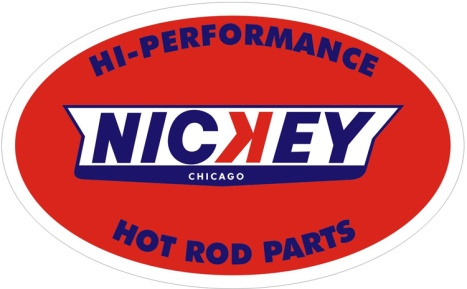 HI-PERFORMANCE
NICKEY
CHICAGO
HOT ROD PARTS